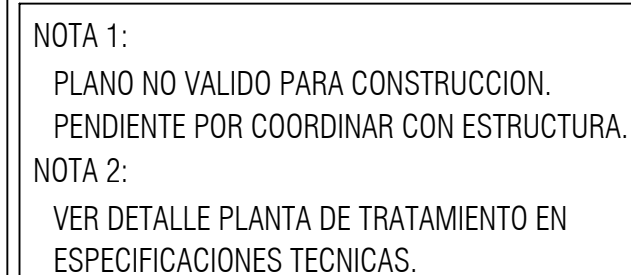 NOTA 1:
PLANO NO VALIDO PARA CONSTRUCCION.
PENDIENTE POR COORDINAR CON ESTRUCTURA.
NOTA 2:
VER DETALLE PLANTA DE TRATAMIENTO EN
ESPECIFICACIONES TECNICAS.